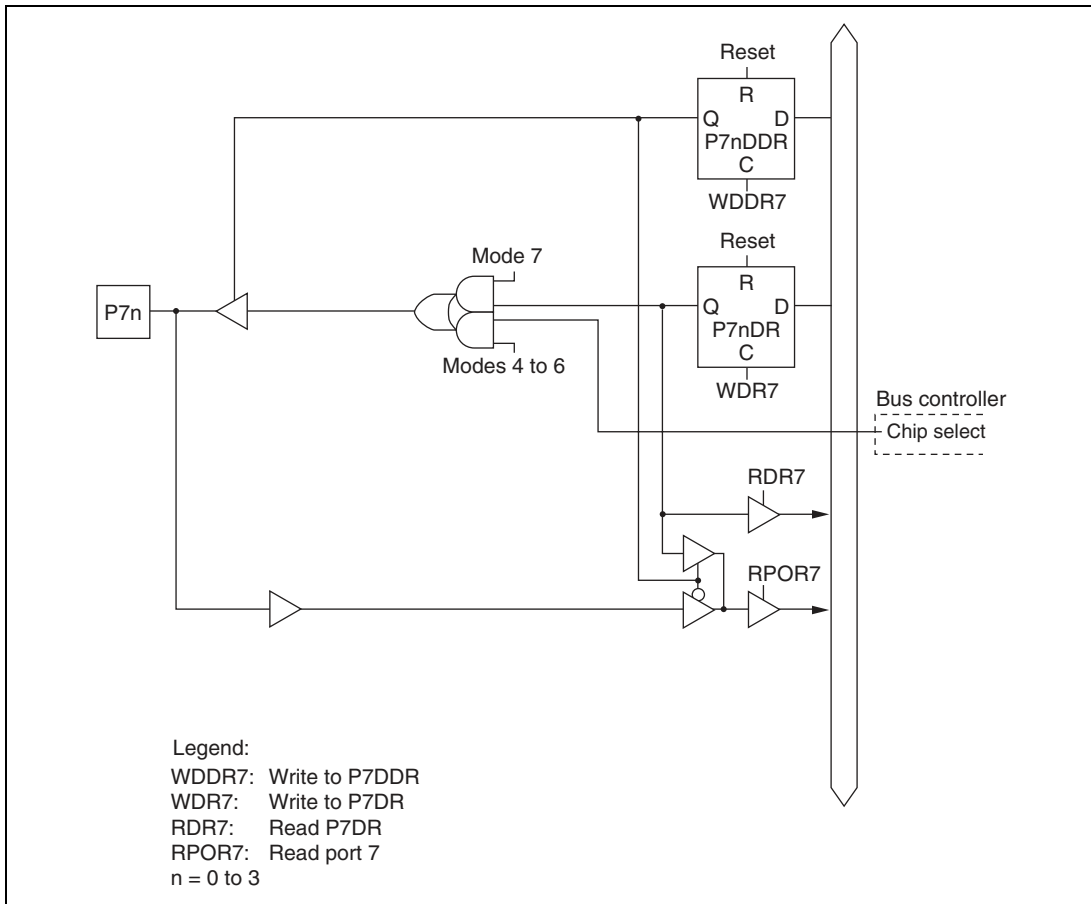 Reset
R
Q D
P7nDDR
C
WDDR7
Reset
Mode 7
R
P7n
Q D
P7nDR
C
Modes 4 to 6
WDR7
Bus controller
Chip select
RDR7
RPOR7
Legend:
WDDR7: Write to P7DDR
WDR7: Write to P7DR
RDR7: Read P7DR
RPOR7: Read port 7
n = 0 to 3